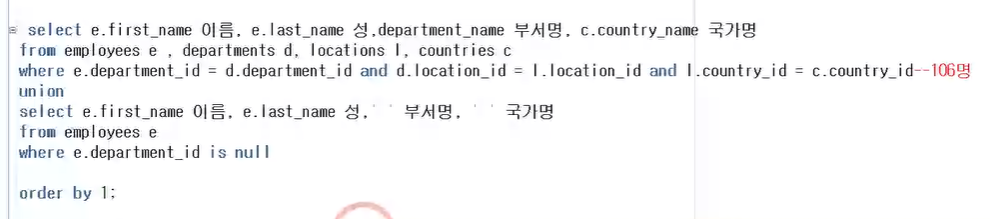 select e.first_name 이름, e.last_name 성,department_name 부서명, c.country_name 국가명
from employees e , departments d, locations l, countries c
where e.department_id = d.department_id and d.location_id = l.location_id and l.country_id = c.country_id--106명
union
select e.first_name 이름, e.last_name 성,' ' 부서명, ' ' 국가명
from employees e
where e.department_id is null
order by 1;